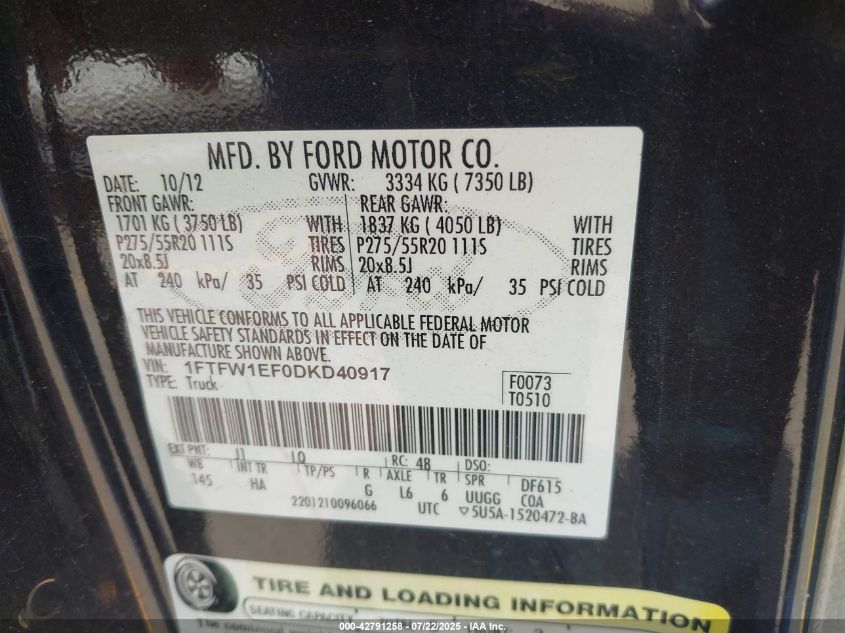 MFD. BY FORD MOTOR CO.
DATE: 10/12 GVWR: 3334 KG ( 7350 LB)
FRONT GAWR: REAR GAWR:
1701 KG ( 3750 LB) WITH 1837 KG ( 4050 LB) WITH
P275/55R20 111S TIRES P275/55R20 111S TIRES
20x8.5J RIMS 20x8.5J RIMS
AT 240 kPa/ 35 PSI COLD AT 240 kPa/ 35 PSI COLD
THIS VEHICLE CONFORMS TO ALL APPLICABLE FEDERAL MOTOR
VEHICLE SAFETY STANDARDS IN EFFECT ON THE DATE OF
MANUFACTURE SHOWN ABOVE.
VIN: 1FTFW1EF0DKD40917
TYPE: Truck
F0073
T0510
EXT PNT: J1 LQ RC: 48 DSO:
WB INT TR TP/PS R AXLE TR SPR DF615
145 HA G L6 6 UUGG COA
2201210096066 UTC ▽5U5A-1520472-BA
TIRE AND LOADING INFORMATION
SEATING CAPACITY
The combined
000-42791258 - 07/22/2025 - IAA Inc.